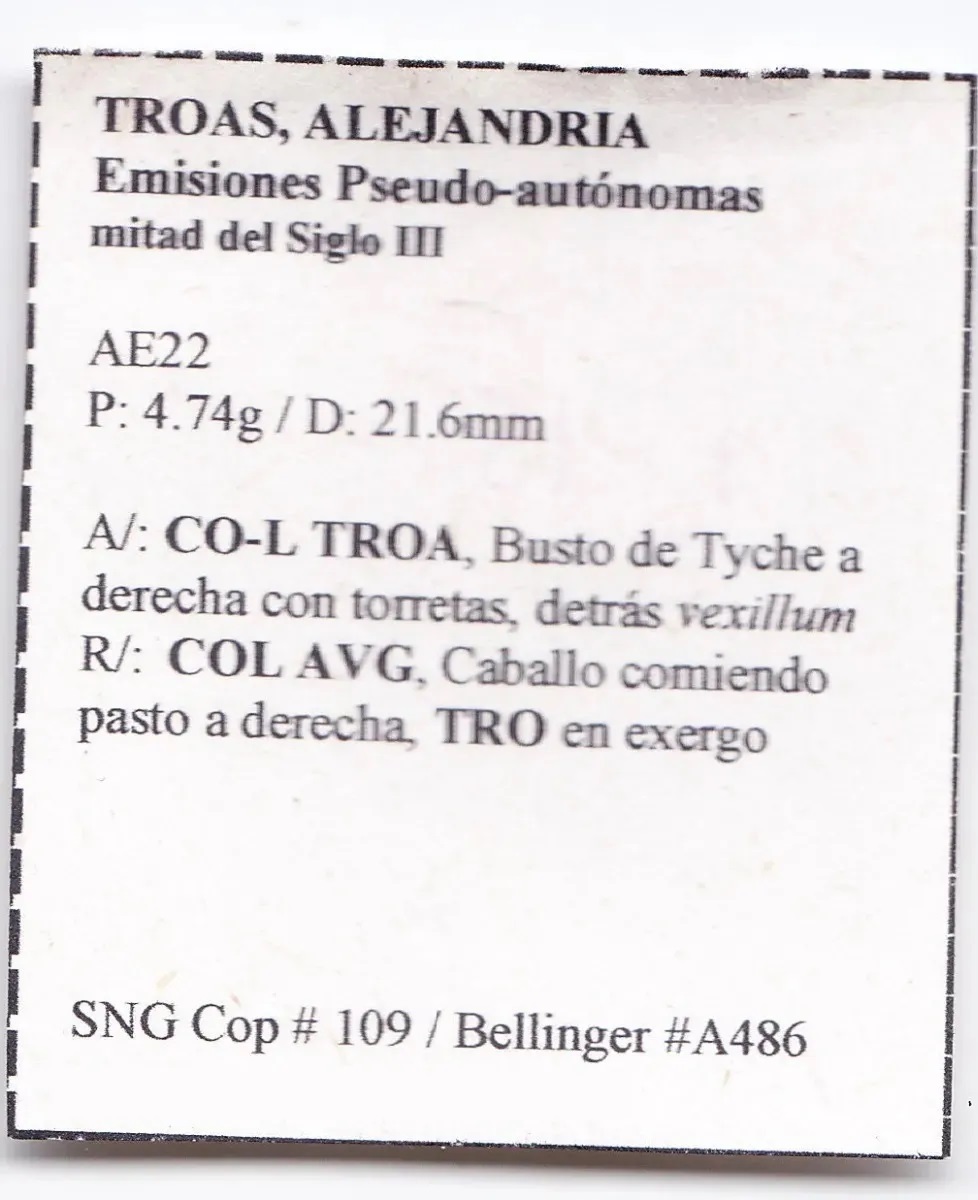 TROAS, ALEJANDRIA
Emisiones Pseudo-autónomas
mitad del Siglo III
AE22
P: 4.74g / D: 21.6mm
A/: CO-L TROA, Busto de Tyche a
derecha con torretas, detrás vexillum
R/: COL AVG, Caballo comiendo
pasto a derecha, TRO en exergo
SNG Cop # 109 / Bellinger #A486